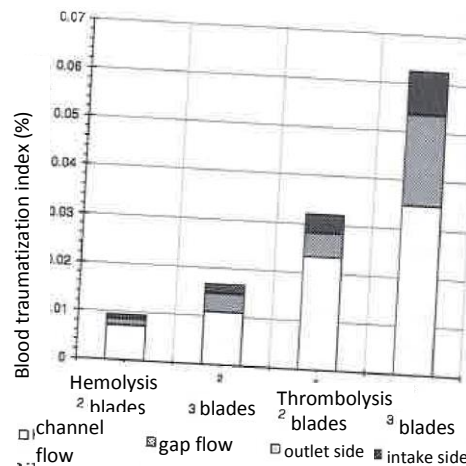 Blood traumatization index (%)
0.07
0.06
0.05
0.04
0.03
0.02
0.01
0
Hemolysis
2 blades
3 blades
Thrombolysis
2 blades
3 blades
channel flow
gap flow
outlet side
intake side